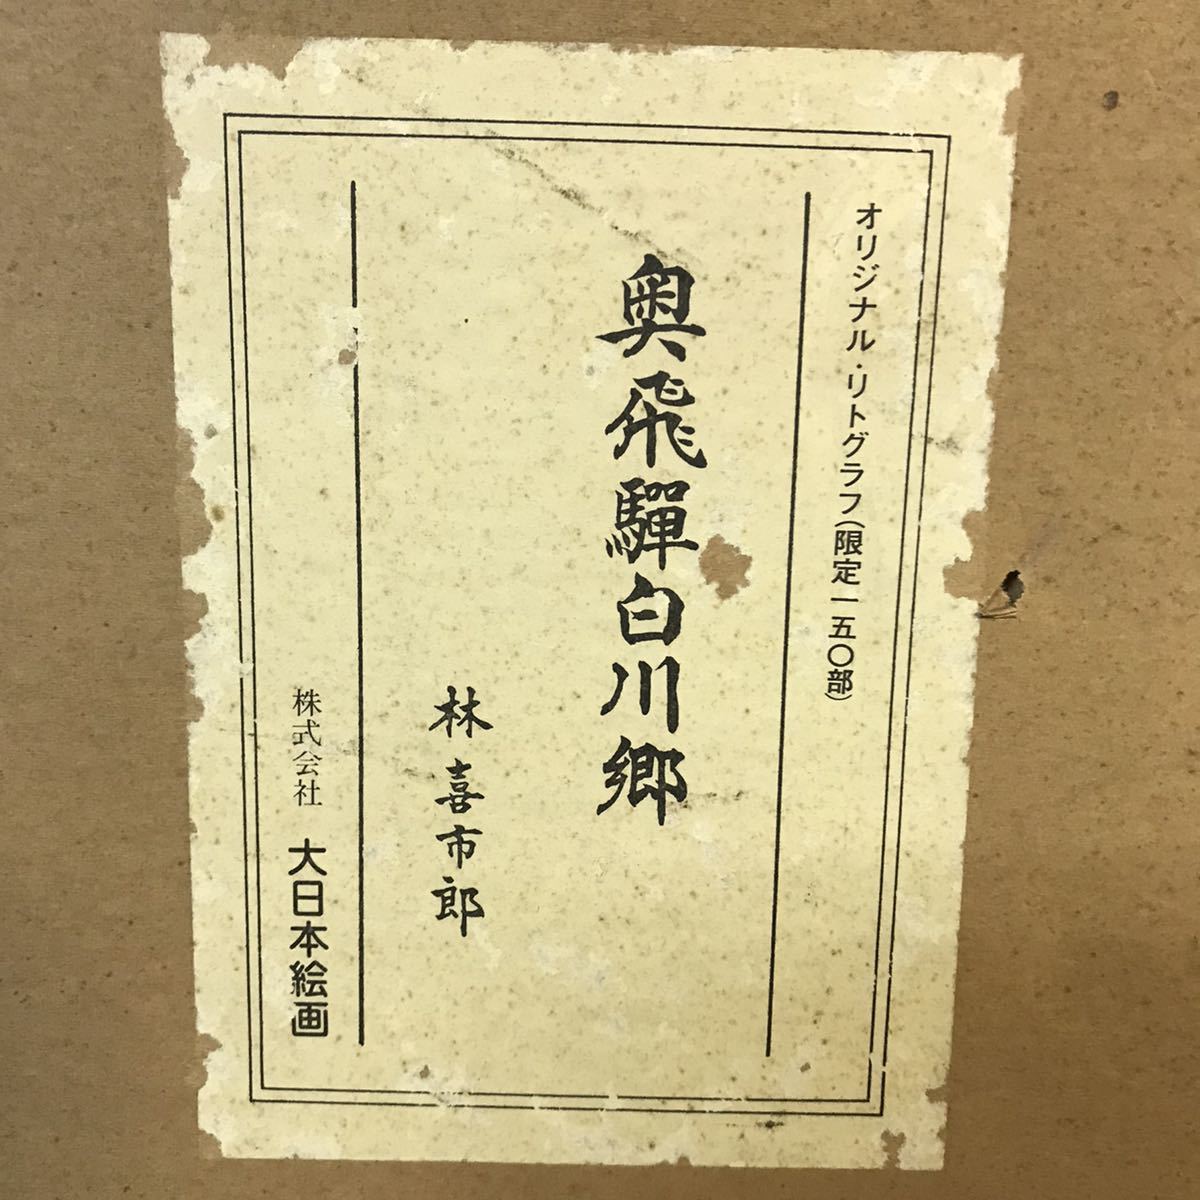 オリジナル・リトグラフ(限定一五〇部)
奥飛驒白川郷
林喜市郎
株式会社 大日本絵画